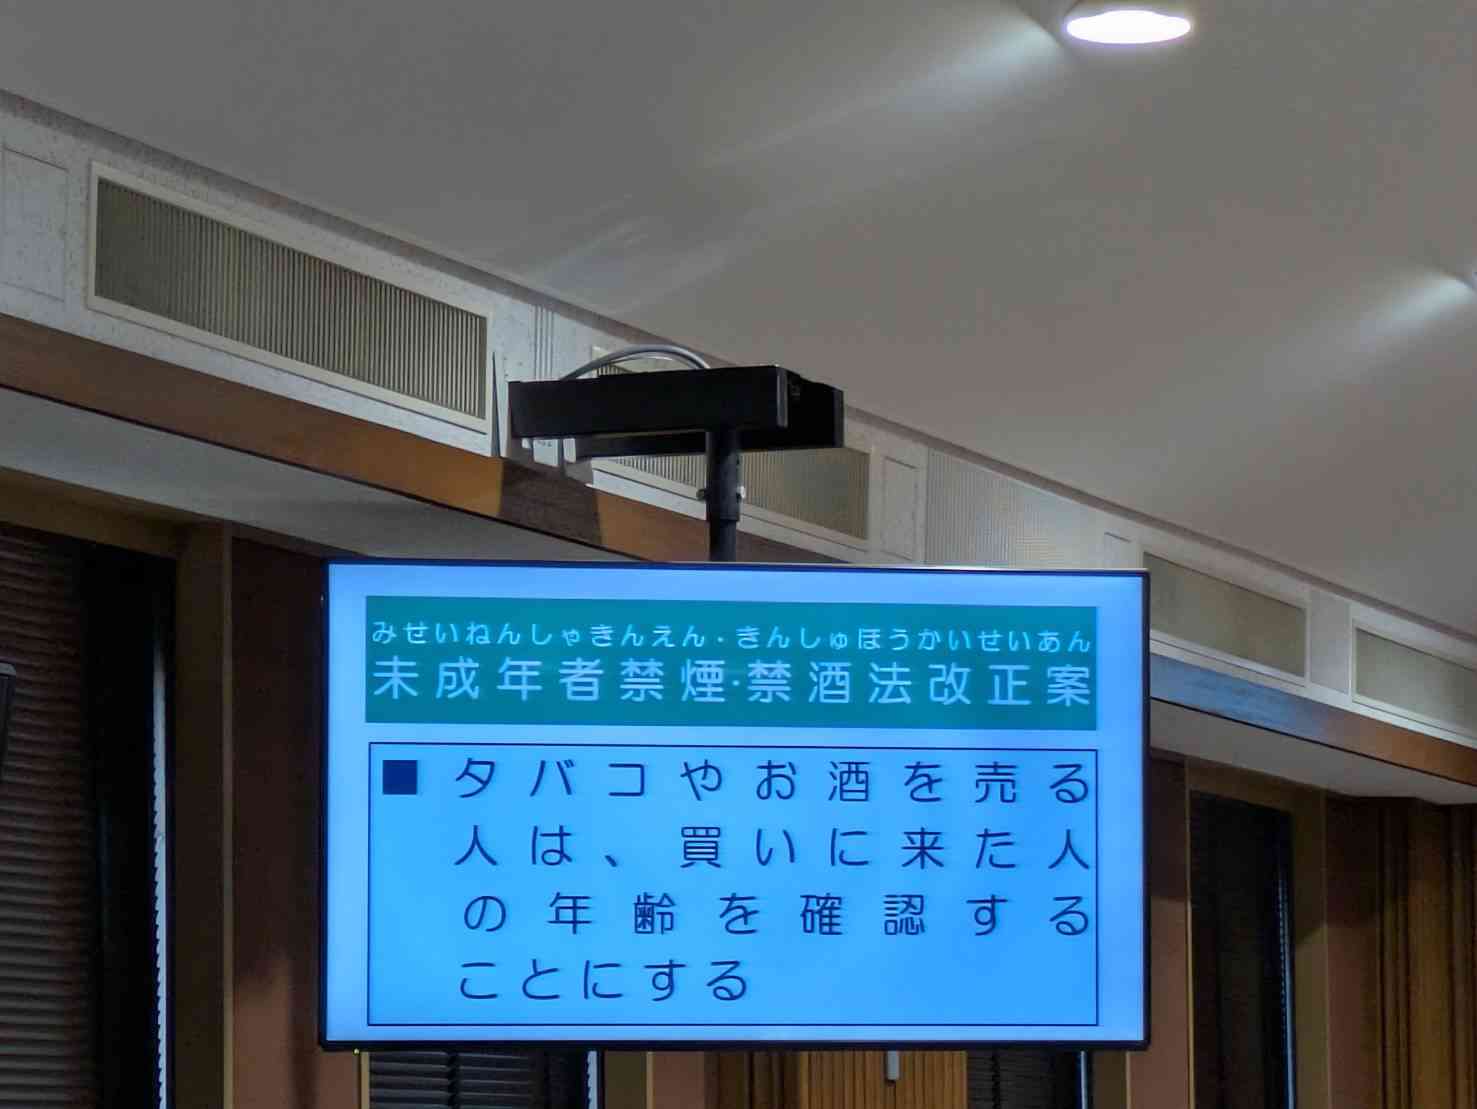 みせいねんしゃきんえん・きんしゅほうかいせいあん
未成年者禁煙・禁酒法改正案
■ タバコやお酒を売る
人は、買いに来た人
の年齢を確認する
ことにする